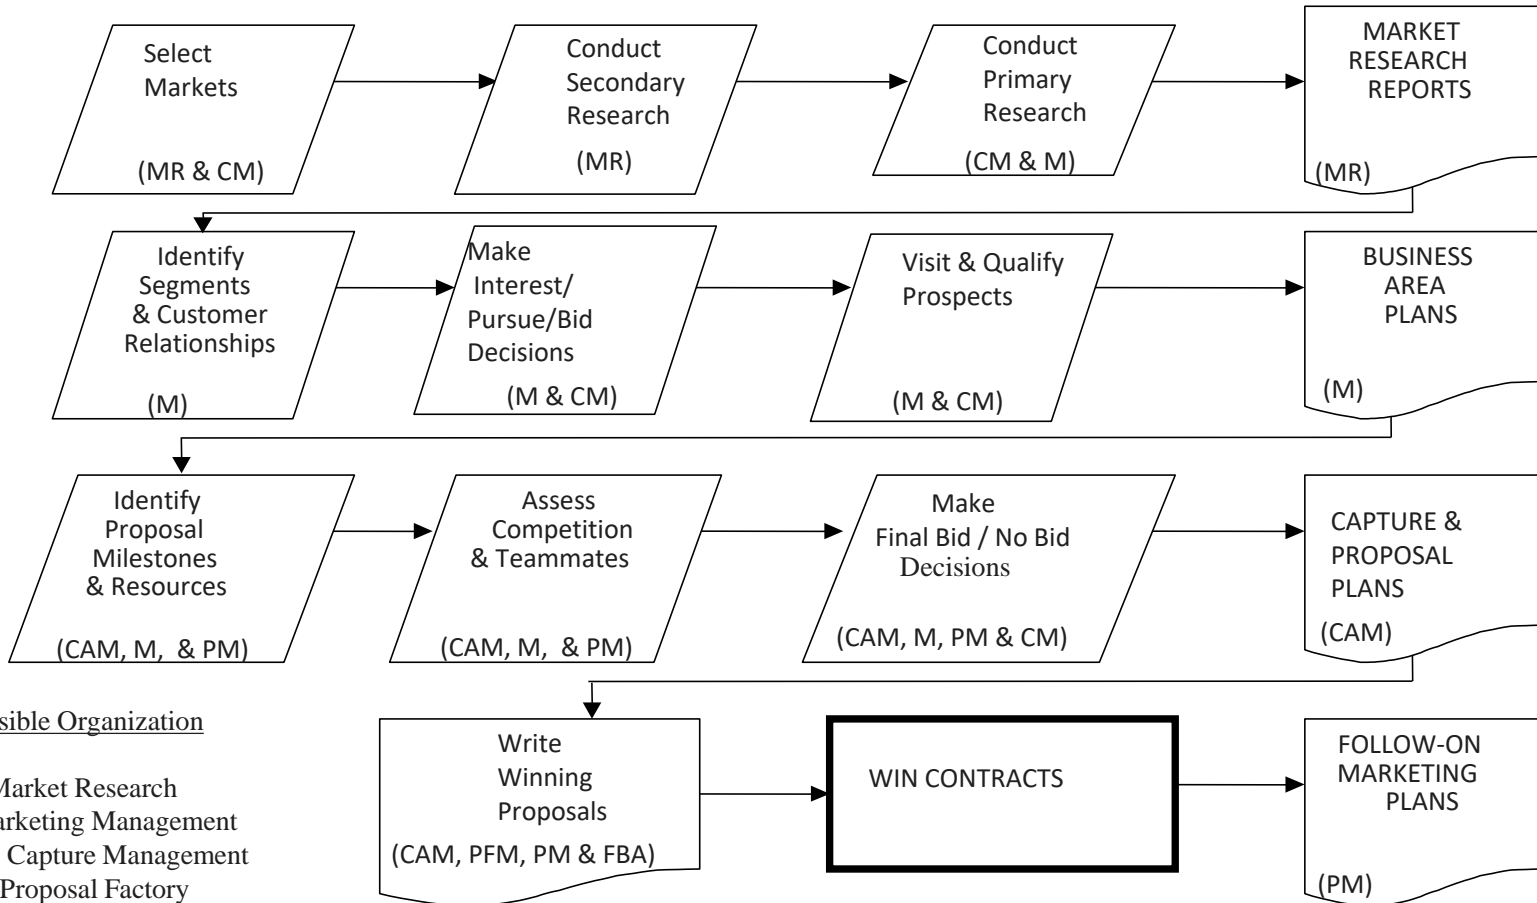 Select
Markets
(MR & CM)
Conduct
Secondary
Research
(MR)
Conduct
Primary
Research
(CM & M)
MARKET
RESEARCH
REPORTS
(MR)
Identify
Segments
& Customer
Relationships
(M)
Make
Interest/
Pursue/Bid
Decisions
(M & CM)
Visit & Qualify
Prospects
(M & CM)
BUSINESS
AREA
PLANS
(M)
Identify
Proposal
Milestones
& Resources
(CAM, M, & PM)
Assess
Competition
& Teammates
(CAM, M, & PM)
Make
Final Bid / No Bid
Decisions
(CAM, M, PM & CM)
CAPTURE &
PROPOSAL
PLANS
(CAM)
sible Organization
Market Research
arketing Management
Capture Management
Proposal Factory
Write
Winning
Proposals
(CAM, PFM, PM & FBA)
WIN CONTRACTS
FOLLOW-ON
MARKETING
PLANS
(PM)